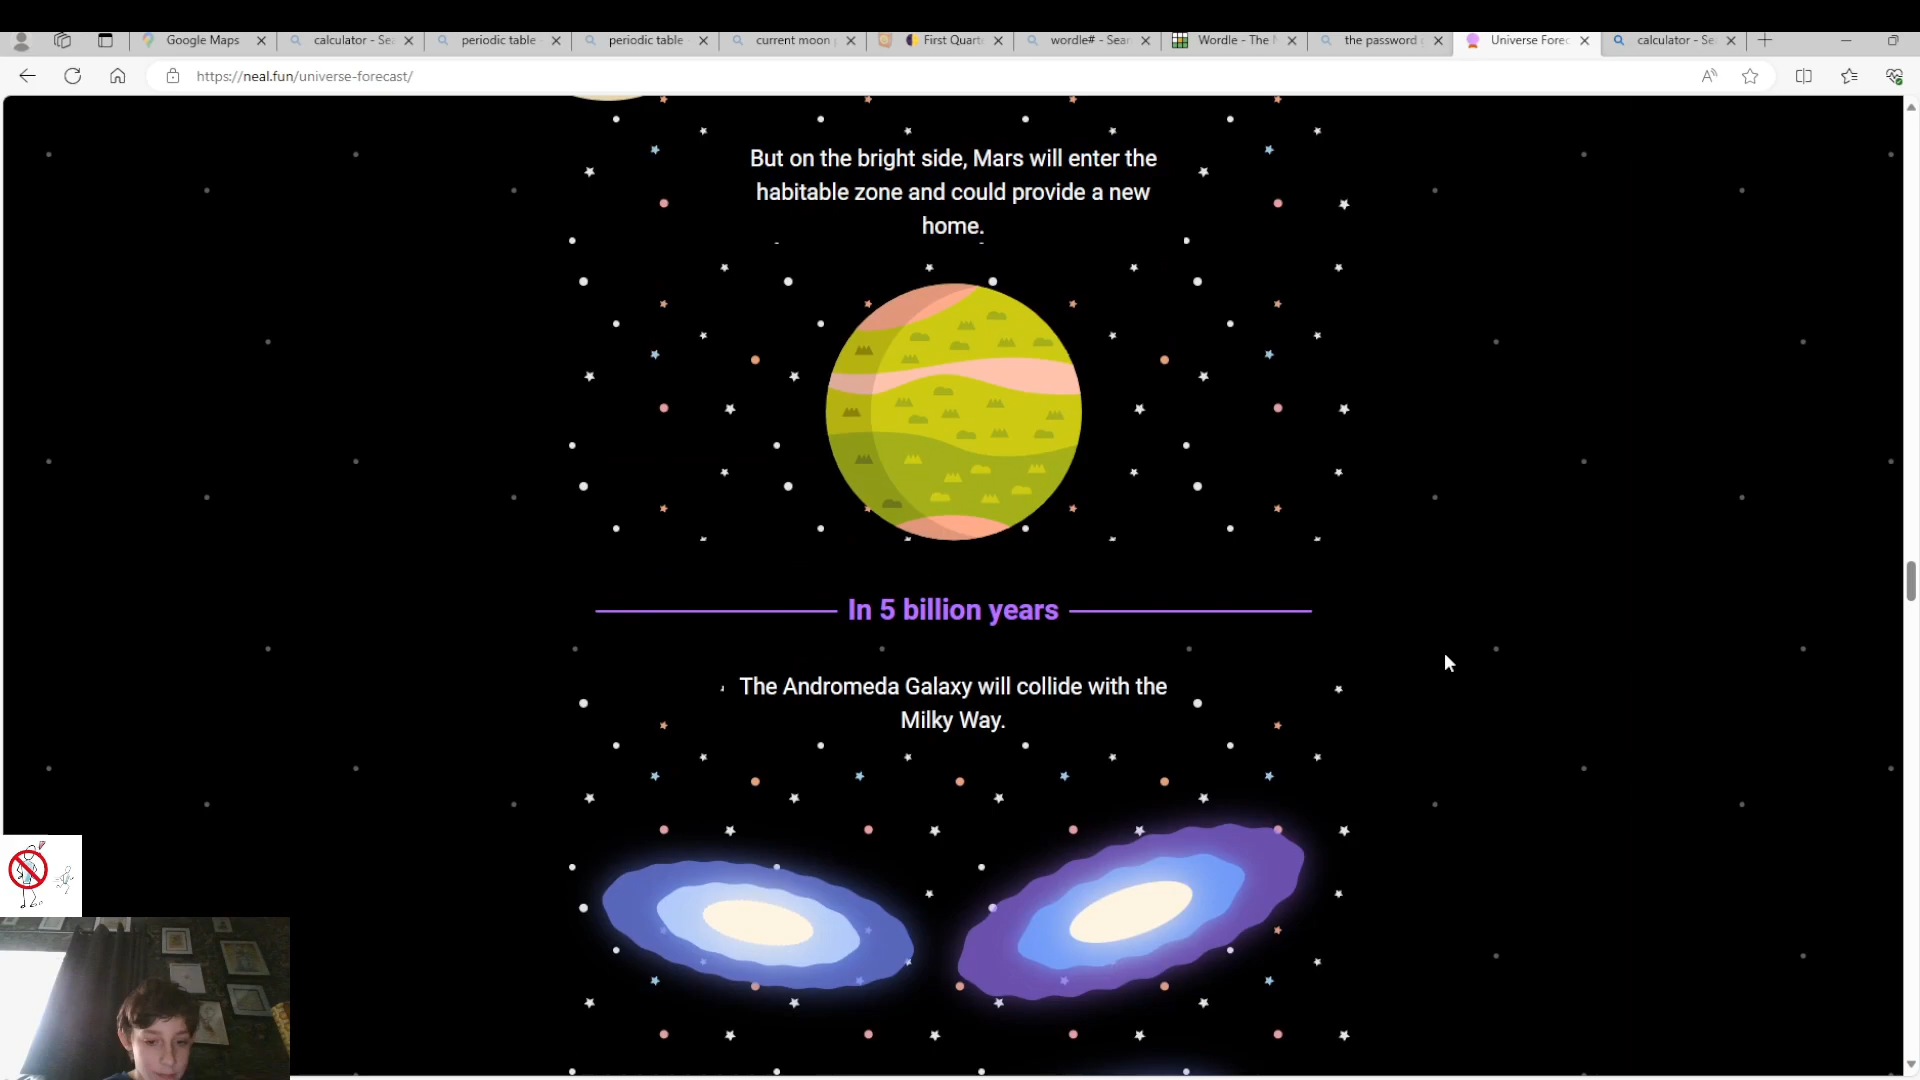 Google Maps
calculator - Sea
periodic table -
periodic table -
current moon p
First Quart
wordle# - Sear
Wordle - The N
the password g
Universe Forec
calculator - Sea
https://neal.fun/universe-forecast/
But on the bright side, Mars will enter the
habitable zone and could provide a new
home.
In 5 billion years
The Andromeda Galaxy will collide with the
Milky Way.